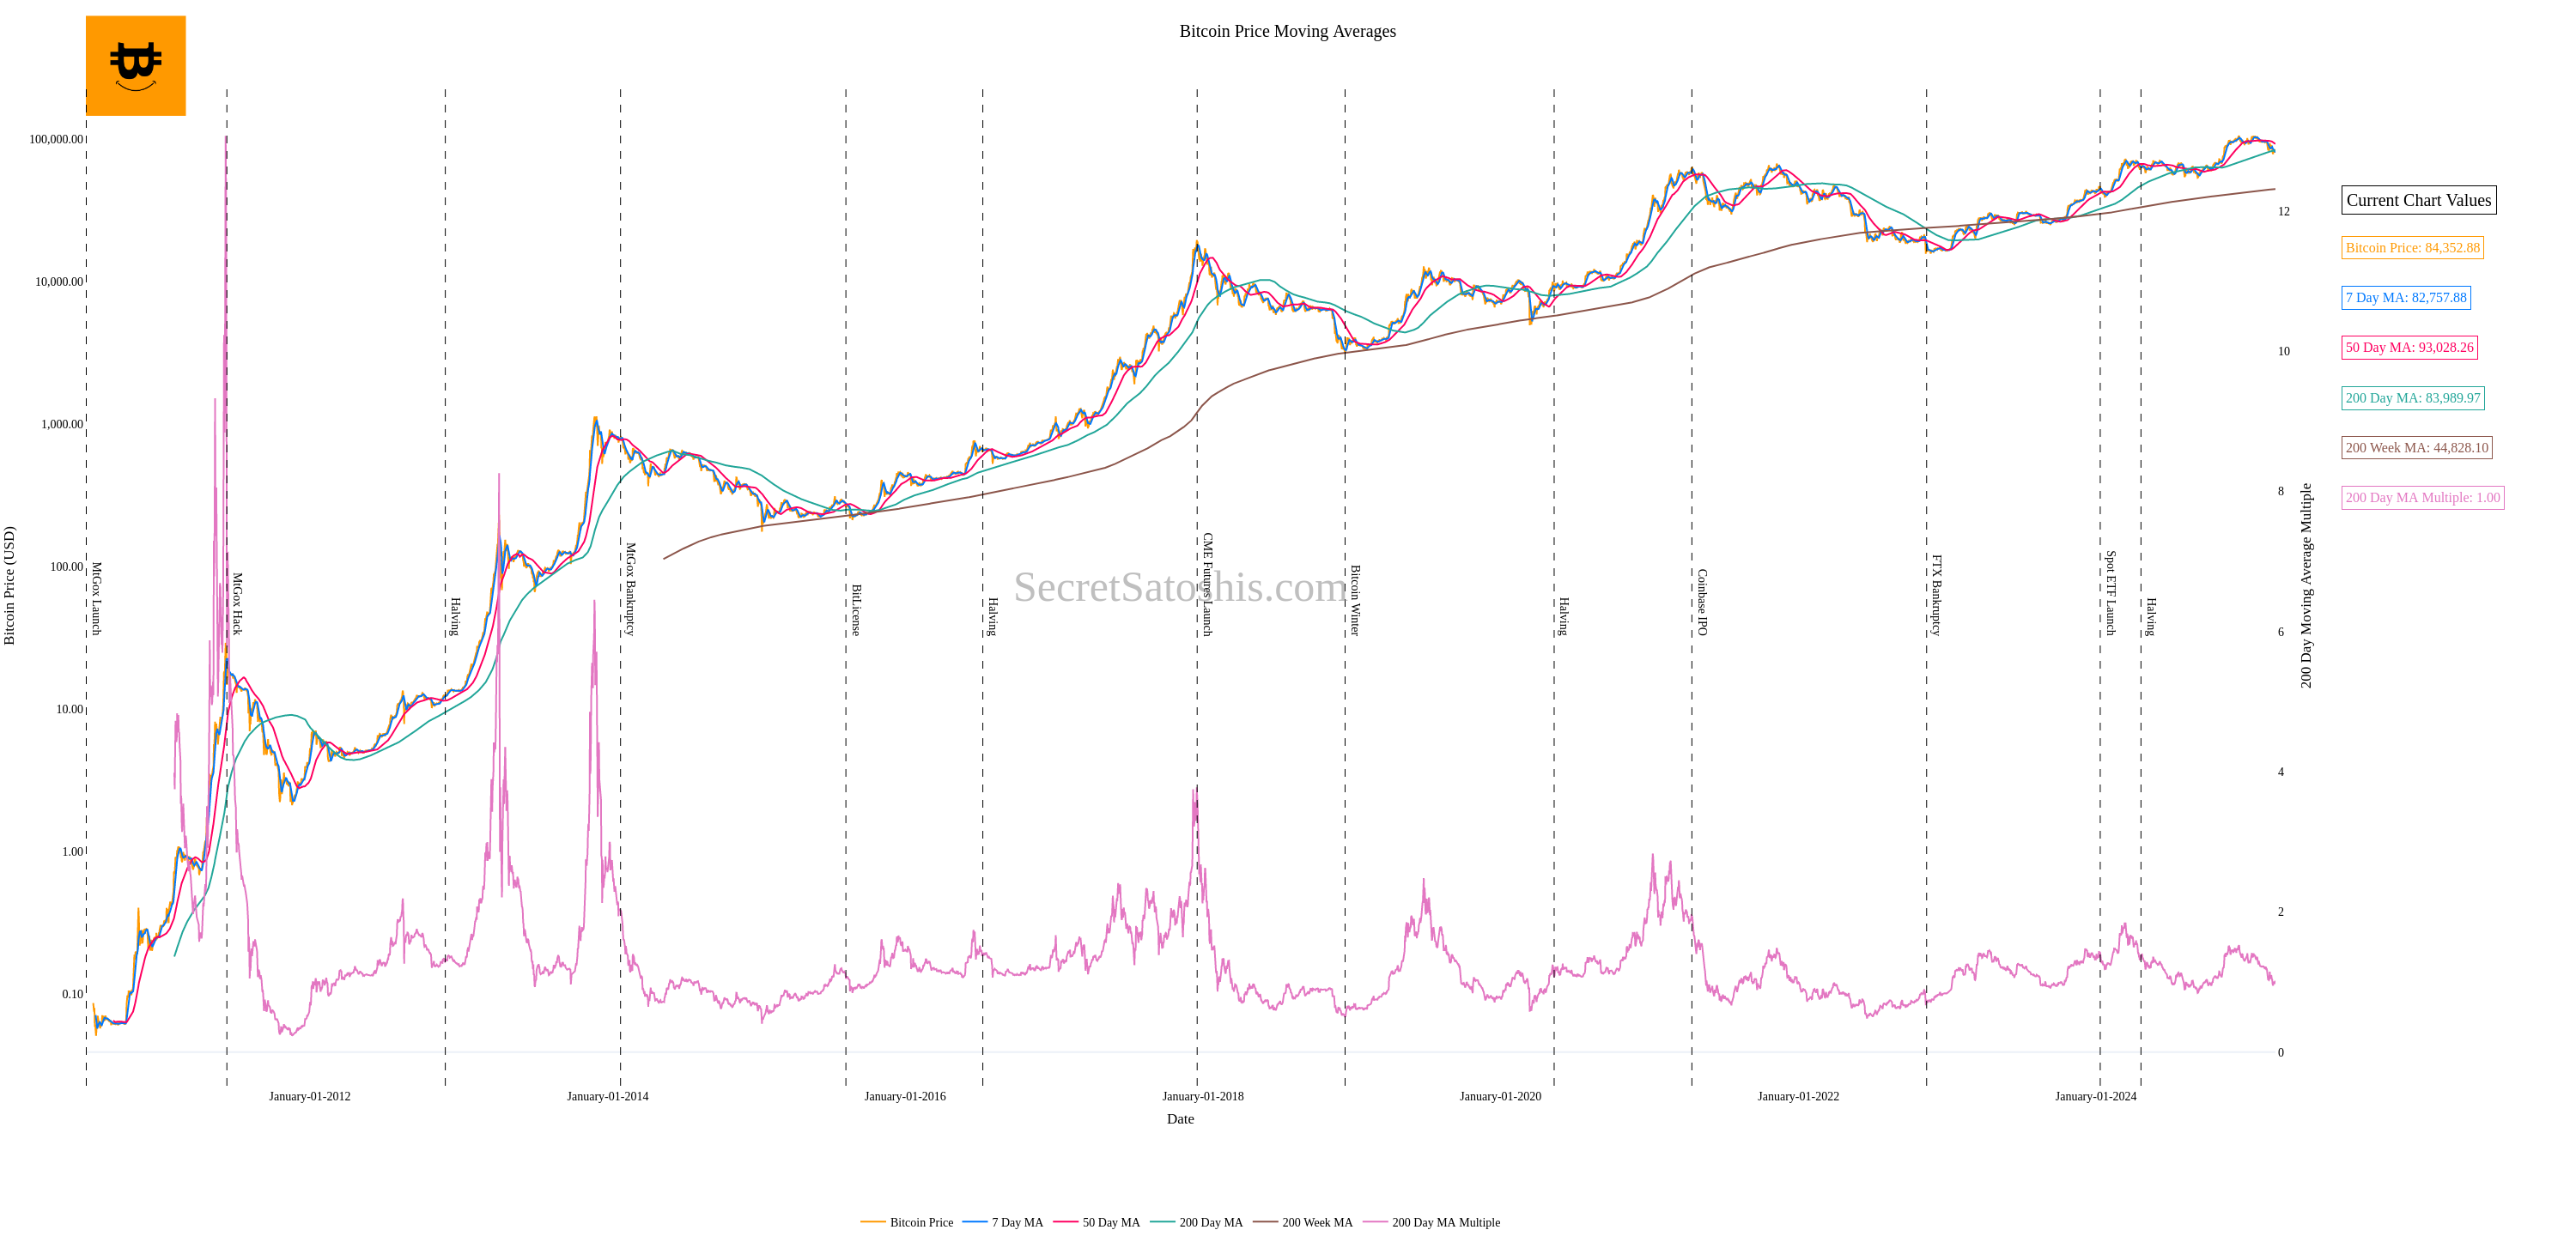 Bitcoin Price Moving Averages
100,000.00
10,000.00
1,000.00
100.00
10.00
1.00
0.10
Bitcoin Price (USD)
MtGox Launch
MtGox Hack
Halving
MtGox Bankruptcy
BitLicense
Halving
SecretSatoshis.com
CME Futures Launch
Bitcoin Winter
Halving
Coinbase IPO
FTX Bankruptcy
Spot ETF Launch
Halving
12
10
8
6
4
2
0
200 Day Moving Average Multiple
Current Chart Values
Bitcoin Price: 84,352.88
7 Day MA: 82,757.88
50 Day MA: 93,028.26
200 Day MA: 83,989.97
200 Week MA: 44,828.10
200 Day MA Multiple: 1.00
January-01-2012
January-01-2014
January-01-2016
January-01-2018
January-01-2020
January-01-2022
January-01-2024
Date
Bitcoin Price
7 Day MA
50 Day MA
200 Day MA
200 Week MA
200 Day MA Multiple